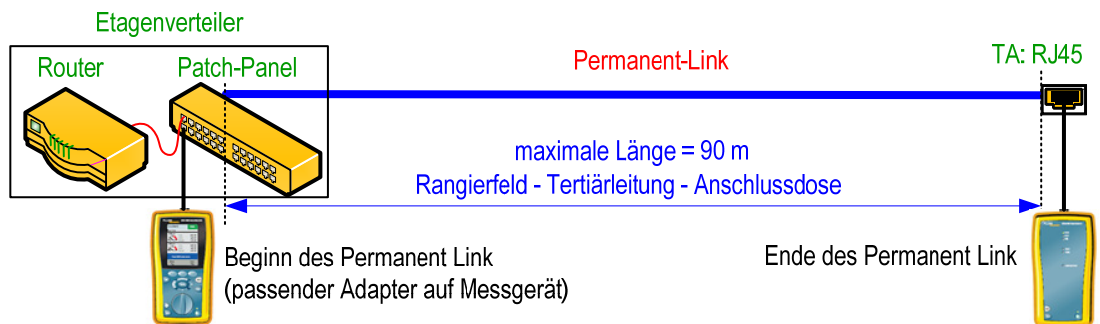 Etagenverteiler
Router
Patch-Panel
Permanent-Link
TA: RJ45
maximale Länge = 90 m
Rangierfeld - Tertiärleitung - Anschlussdose
Beginn des Permanent Link
(passender Adapter auf Messgerät)
Ende des Permanent Link